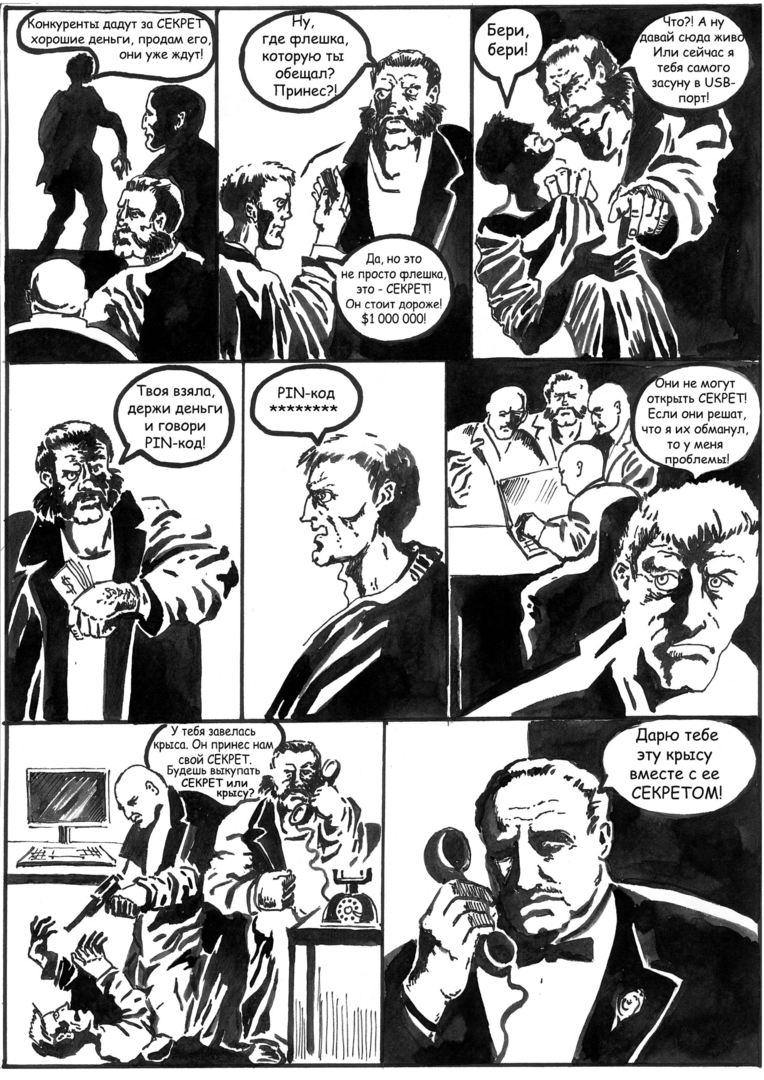 Конкуренты дадут за СЕКРЕТ
хорошие деньги, продам его,
они уже ждут!
Ну,
где флешка,
которую ты
обещал?
Принес?!
Да, но это
не просто флешка,
это - СЕКРЕТ!
Он стоит дороже!
$1 000 000!
Бери,
бери!
Что?! А ну
давай сюда живо
Или сейчас я
тебя самого
засуну в USB-
порт!
Твоя взяла,
держи деньги
и говори
PIN-код!
$
PIN-код
********
Они не могут
открыть СЕКРЕТ!
Если они решат,
что я их обманул,
то у меня
проблемы!
У тебя завелась
крыса. Он принес нам
свой СЕКРЕТ.
Будешь выкупать
СЕКРЕТ или
крысу?
Дарю тебе
эту крысу
вместе с ее
СЕКРЕТОМ!